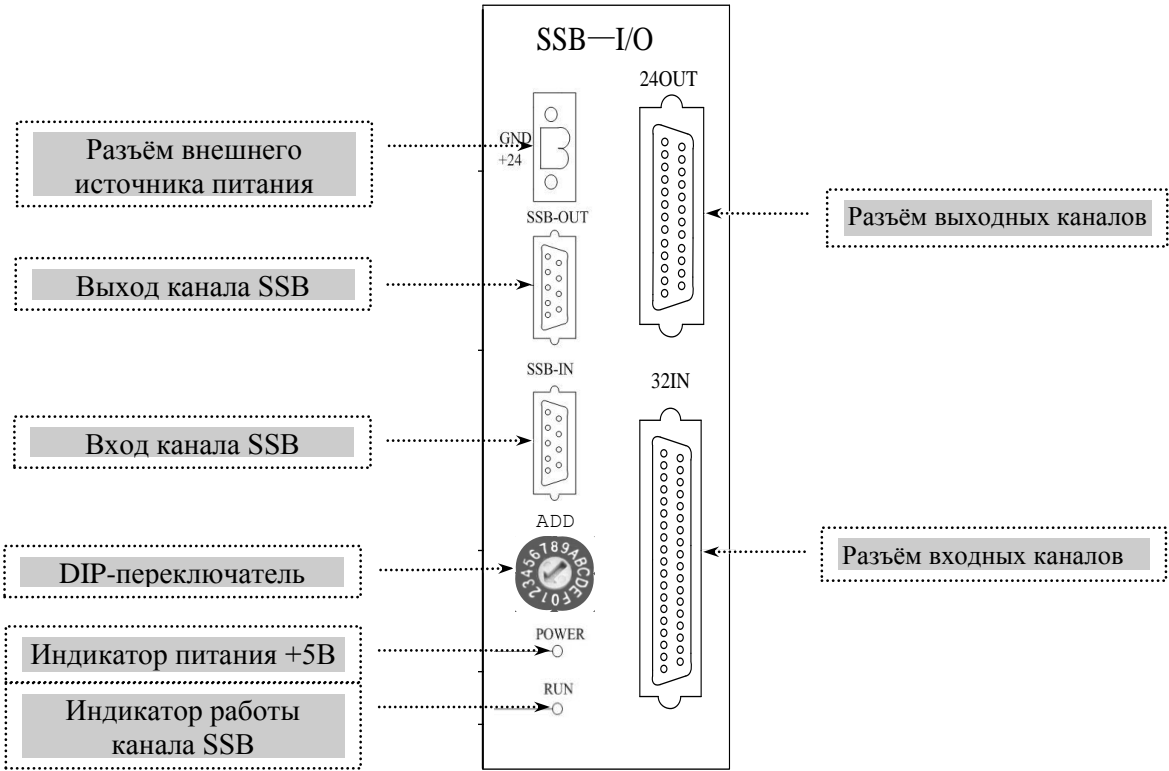 SSB—I/O
24OUT
GND
+24
Разъём внешнего
источника питания
SSB-OUT
Разъём выходных каналов
Выход канала SSB
SSB-IN
32IN
Вход канала SSB
ADD
0123456789ABCDEF
DIP-переключатель
Разъём входных каналов
POWER
Индикатор питания +5В
RUN
Индикатор работы
канала SSB